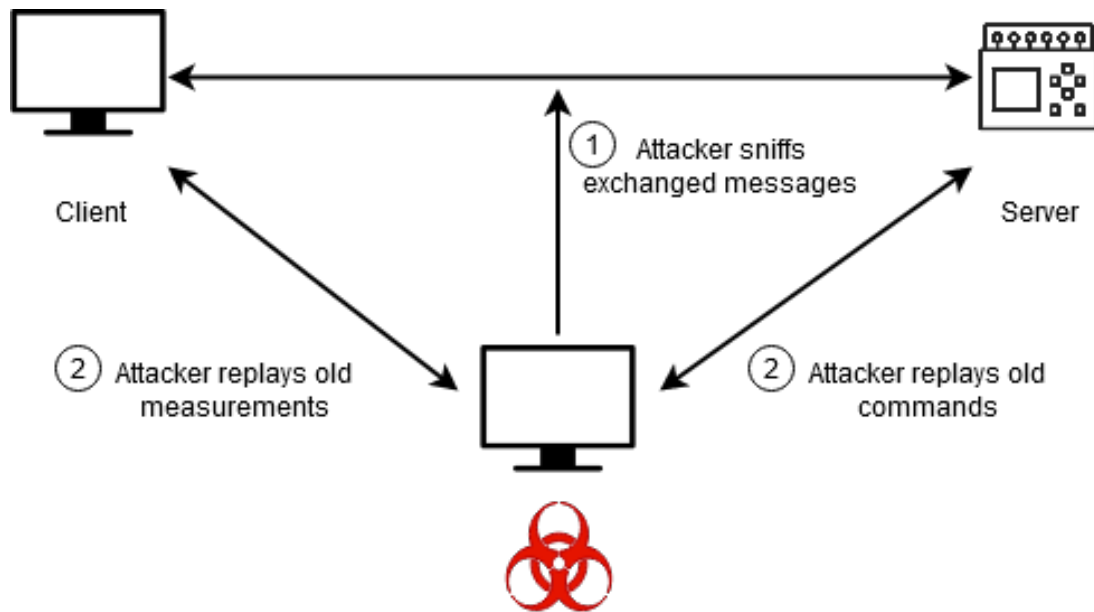 1 Attacker sniffs
exchanged messages
Client
Server
2 Attacker replays old
measurements
2 Attacker replays old
commands